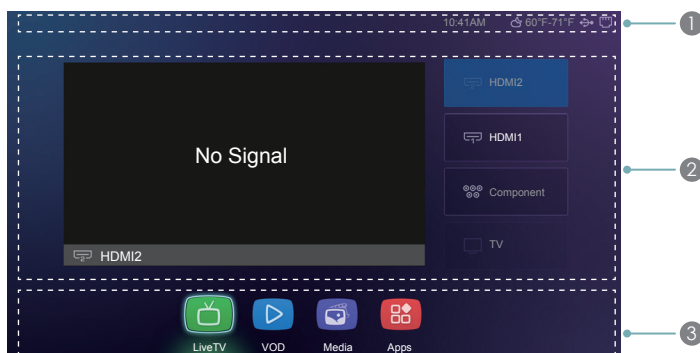 10:41AM 60°F-71°F
1
HDMI2
HDMI1
No Signal
2
Component
TV
HDMI2
3
LiveTV VOD Media Apps